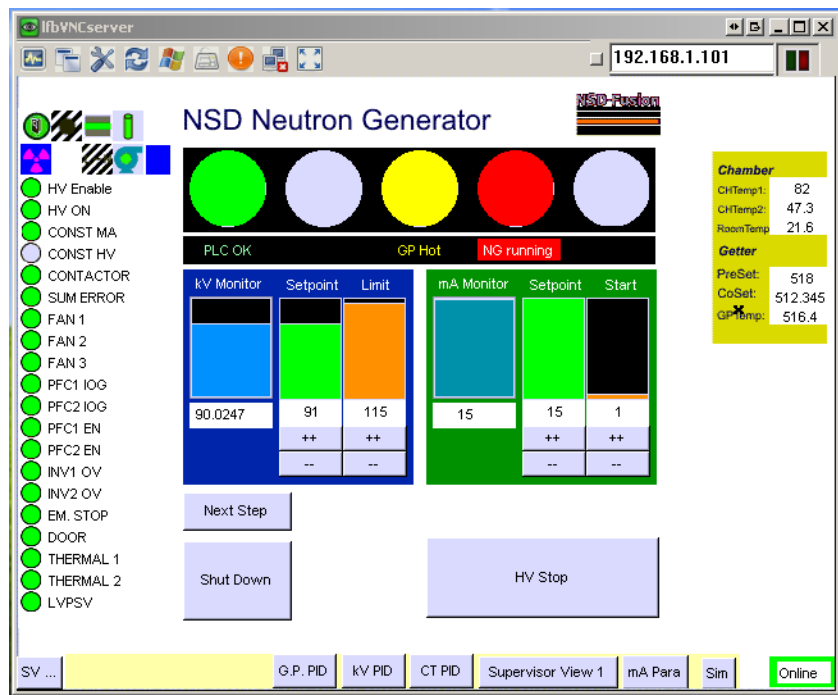 lfbVNCserver
192.168.1.101
NSD Neutron Generator
NSD-Fusion
HV Enable
HV ON
CONST MA
CONST HV
CONTACTOR
SUM ERROR
FAN 1
FAN 2
FAN 3
PFC1 IOG
PFC2 IOG
PFC1 EN
PFC2 EN
INV1 OV
INV2 OV
EM. STOP
DOOR
THERMAL 1
THERMAL 2
LVPSV
PLC OK GP Hot NG running
kV Monitor Setpoint Limit
90.0247 91 115
++ ++
-- --
mA Monitor Setpoint Start
15 15 1
++ ++
-- --
Chamber
CHTemp1: 82
CHTemp2: 47.3
RoomTemp 21.6
Getter
PreSet: 518
CoSet: 512.345
GPTemp: 516.4
Next Step
Shut Down
HV Stop
SV ... G.P. PID kV PID CT PID Supervisor View 1 mA Para Sim Online